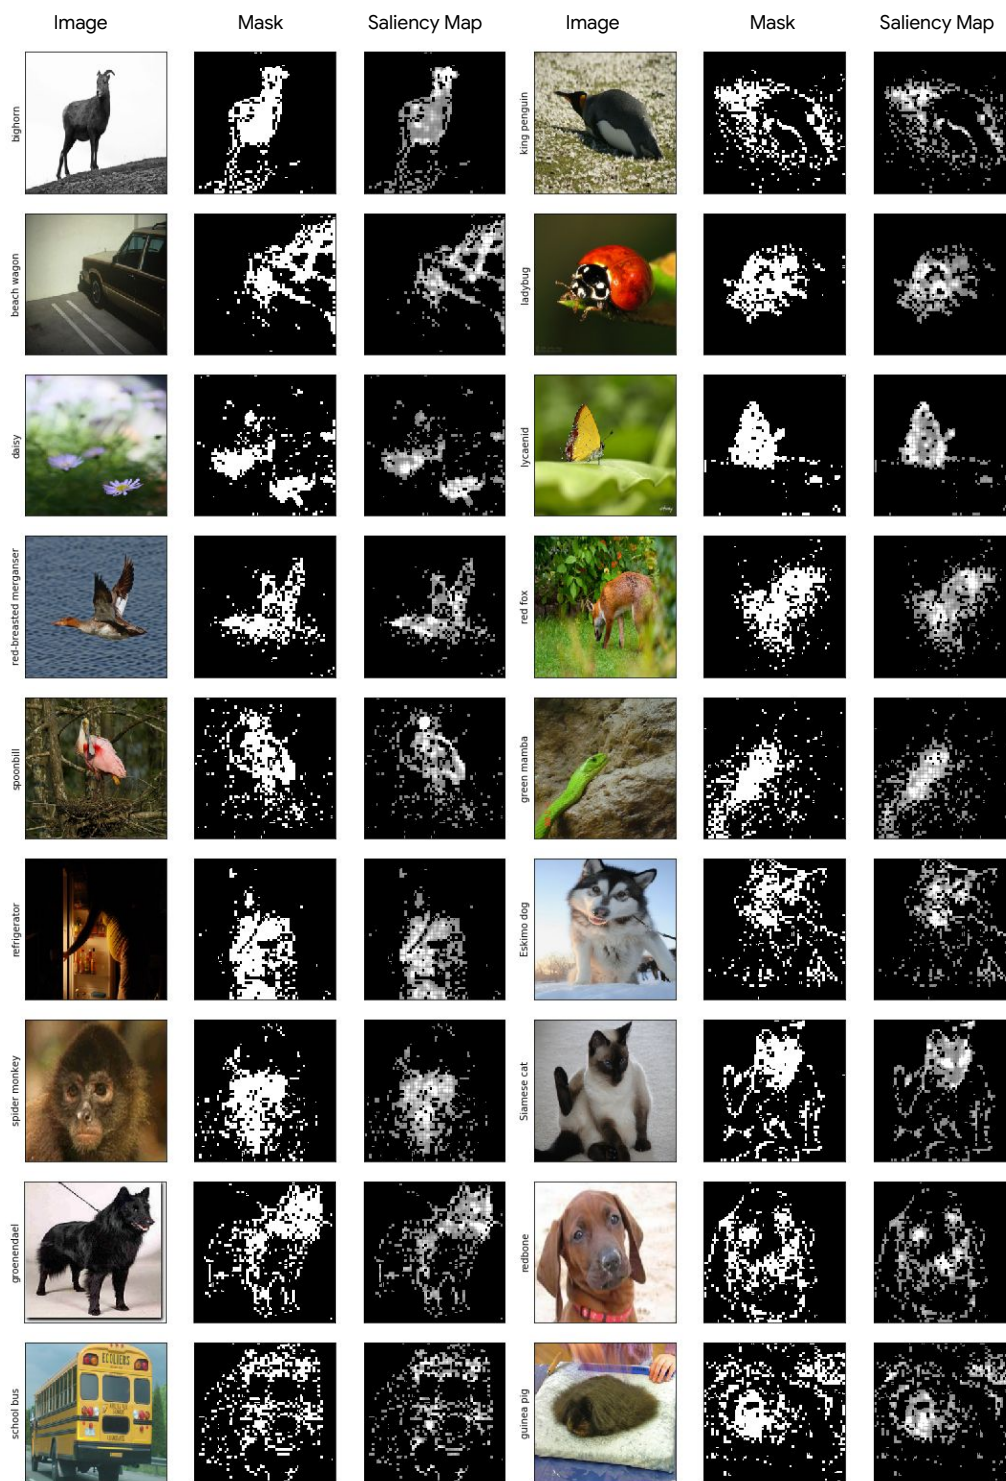 Image Mask Saliency Map Image Mask Saliency Map
bighorn
king penguin
beach wagon
ladybug
daisy
lycaenid
red-breasted merganser
red fox
spoonbill
green mamba
refrigerator
Eskimo dog
spider monkey
Siamese cat
groenendael
redbone
school bus
ECOLIERS
guinea pig